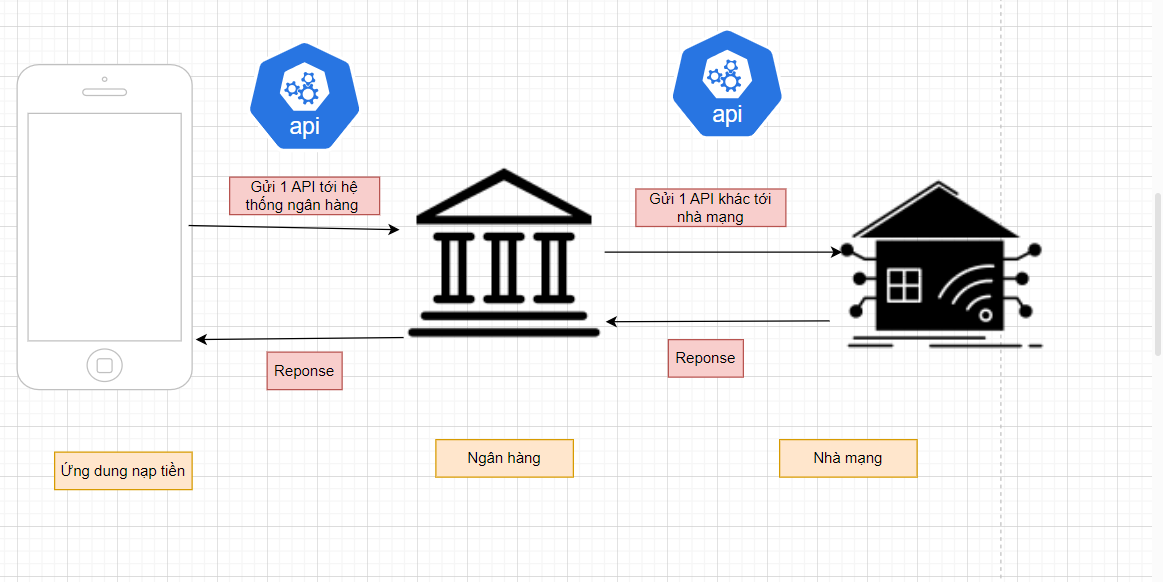 api
api
Gửi 1 API tới hệ
thống ngân hàng
Gửi 1 API khác tới
nhà mạng
Reponse
Reponse
Ứng dung nạp tiền
Ngân hàng
Nhà mạng